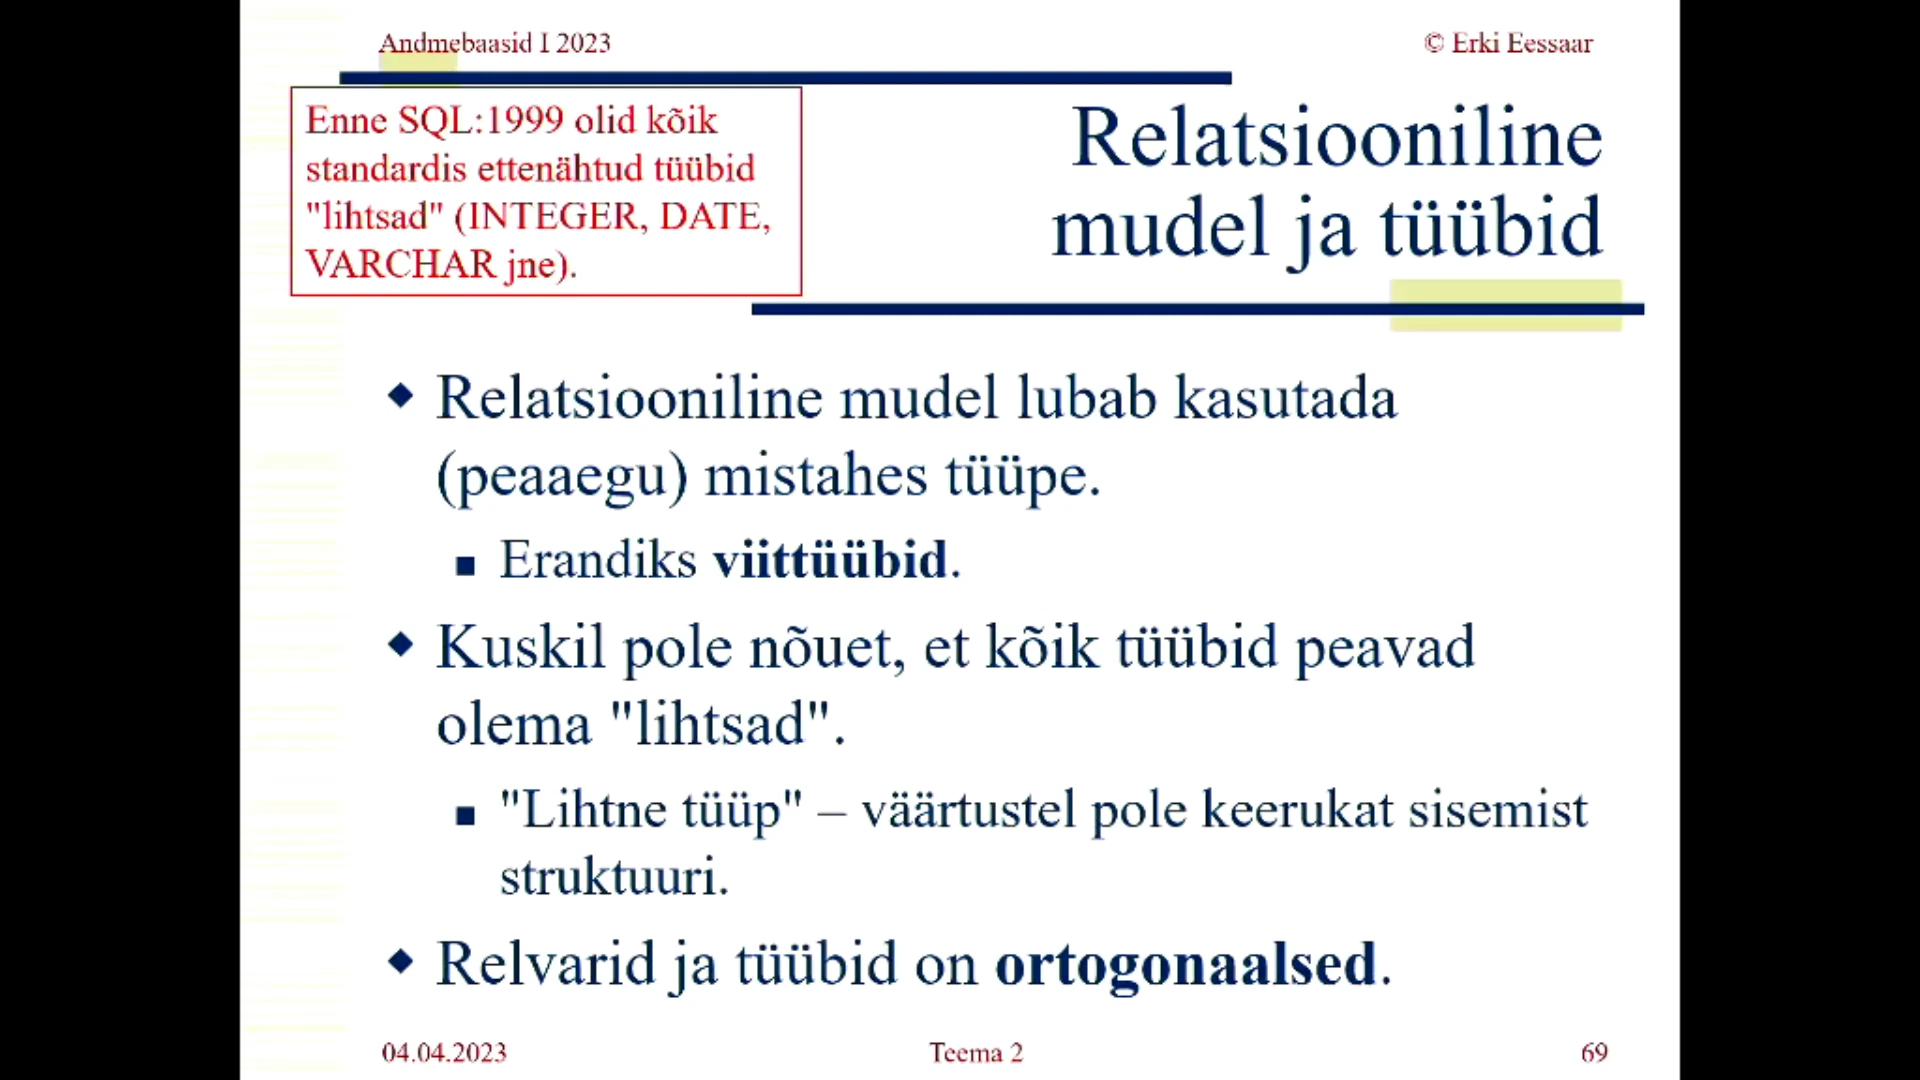 Andmebaasid I 2023
© Erki Eessaar
Enne SQL:1999 olid kõik
standardis ettenähtud tüübid
"lihtsad" (INTEGER, DATE,
VARCHAR jne).
Relatsiooniline
mudel ja tüübid
Relatsiooniline mudel lubab kasutada
(peaaegu) mistahes tüüpe.
Erandiks viittüübid.
Kuskil pole nõuet, et kõik tüübid peavad
olema "lihtsad".
"Lihtne tüüp" – väärtustel pole keerukat sisemist
struktuuri.
Relvarid ja tüübid on ortogonaalsed.
04.04.2023
Teema 2
69